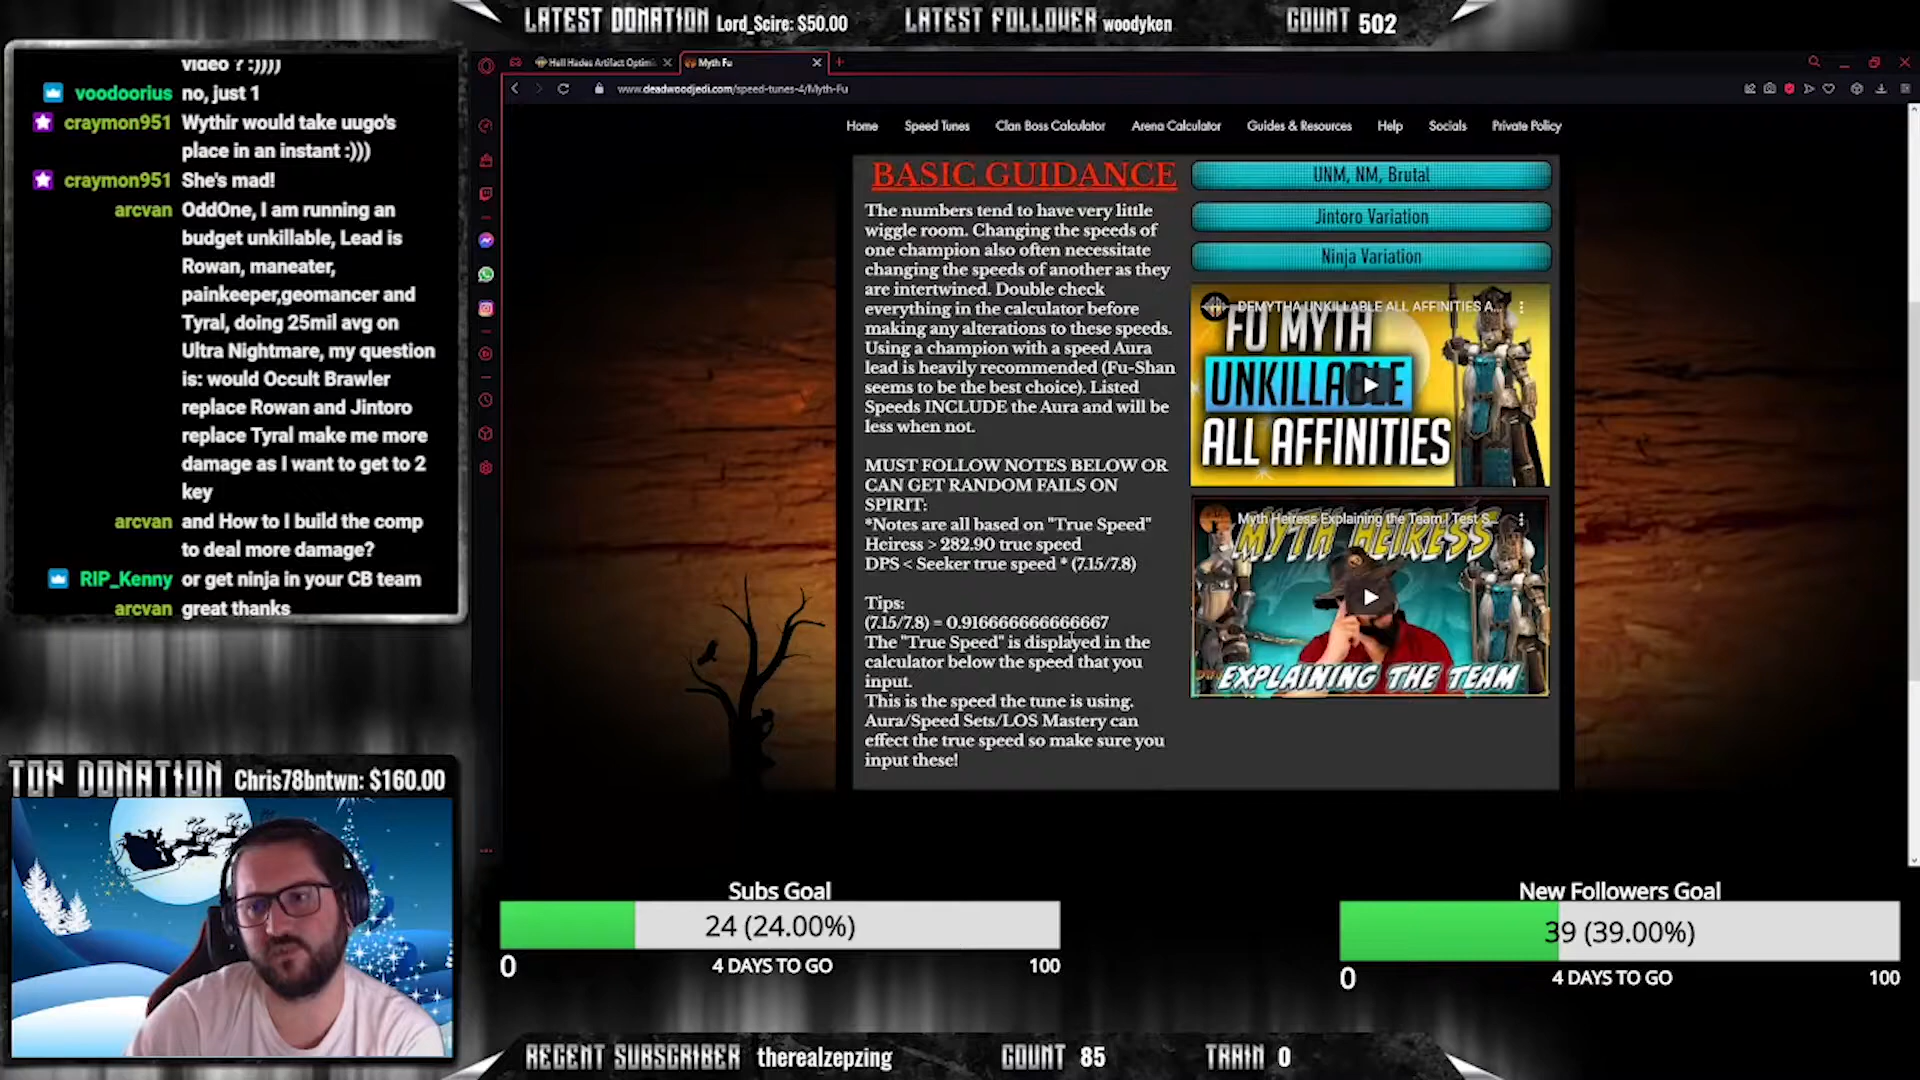 LATEST DONATION Lord_Scire: $50.00
LATEST FOLLOWER woodyken
COUNT 502
video ? :))))
voodoorius no, just 1
craymon951 Wythir would take uugo's
place in an instant :)))
craymon951 She's mad!
arcvan OddOne, I am running an
budget unkillable, Lead is
Rowan, maneater,
painkeeper,geomancer and
Tyral, doing 25mil avg on
Ultra Nightmare, my question
is: would Occult Brawler
replace Rowan and Jintoro
replace Tyral make me more
damage as I want to get to 2
key
arcvan and How to I build the comp
to deal more damage?
RIP_Kenny or get ninja in your CB team
arcvan great thanks
TOP DONATION Chris78bntwn: $160.00
Hell Hades Artifact Optimi
Myth Fu
www.deadwoodjedi.com/speed-tunes-4/Myth-Fu
Home Speed Tunes Clan Boss Calculator Arena Calculator Guides & Resources Help Socials Private Policy
BASIC GUIDANCE
The numbers tend to have very little
wiggle room. Changing the speeds of
one champion also often necessitate
changing the speeds of another as they
are intertwined. Double check
everything in the calculator before
making any alterations to these speeds.
Using a champion with a speed Aura
lead is heavily recommended (Fu-Shan
seems to be the best choice). Listed
Speeds INCLUDE the Aura and will be
less when not.
MUST FOLLOW NOTES BELOW OR
CAN GET RANDOM FAILS ON
SPIRIT:
*Notes are all based on "True Speed"
Heiress > 282.90 true speed
DPS < Seeker true speed * (7.15/7.8)
Tips:
(7.15/7.8) = 0.916666666666667
The "True Speed" is displayed in the
calculator below the speed that you
input.
This is the speed the tune is using.
Aura/Speed Sets/LOS Mastery can
effect the true speed so make sure you
input these!
UNM, NM, Brutal
Jintoro Variation
Ninja Variation
DEMYTHA UNKILLABLE ALL AFFINITIES A...
FU MYTH
UNKILLABLE
ALL AFFINITIES
Myth Heiress Explaining the Team | Test S...
MYTH HEIRESS
EXPLAINING THE TEAM
Subs Goal
24 (24.00%)
0 4 DAYS TO GO 100
New Followers Goal
39 (39.00%)
0 4 DAYS TO GO 100
RECENT SUBSCRIBER therealzepzing
COUNT 85
TRAIN 0